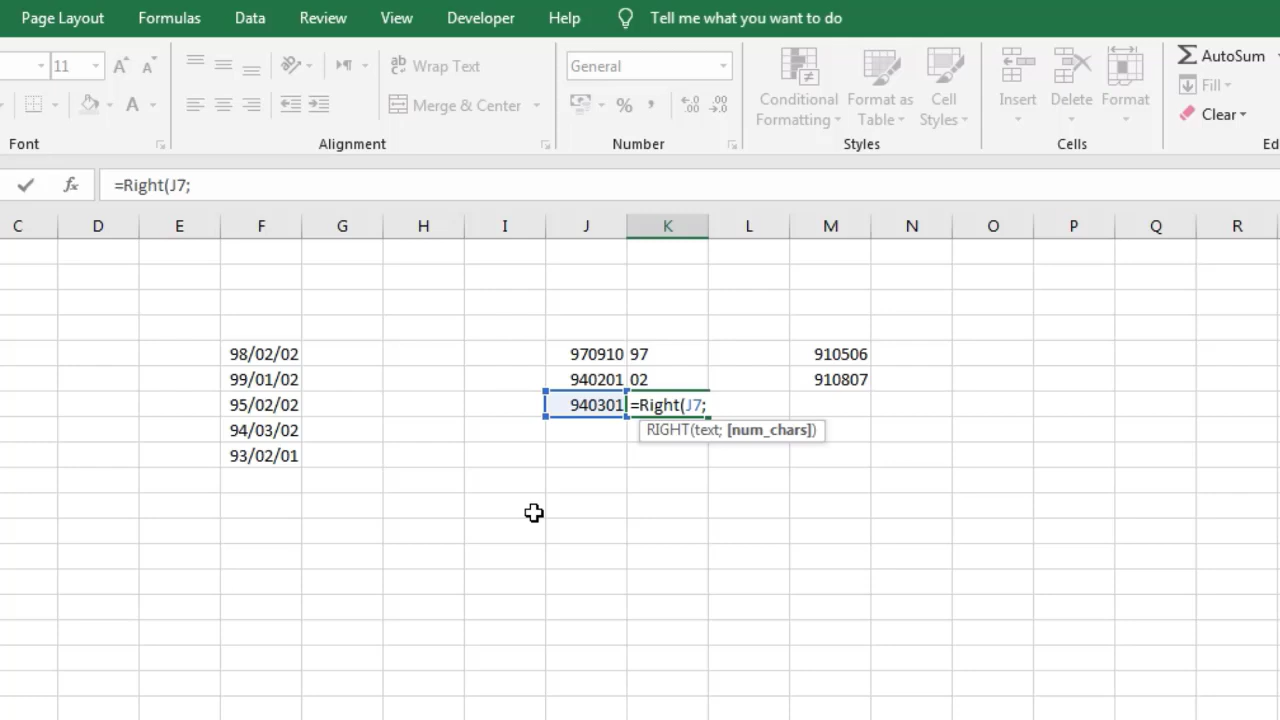 Page Layout Formulas Data Review View Developer Help Tell me what you want to do
11 A A ab Wrap Text General AutoSum
A Merge & Center % , Conditional Formatting Format as Table Cell Styles Insert Delete Format Fill
Clear
Font Alignment Number Styles Cells Ed
fx =Right(J7;
C D E F G H I J K L M N O P Q R
98/02/02 970910 97 910506
99/01/02 940201 02 910807
95/02/02 940301 =Right(J7;
94/03/02 RIGHT(text; [num_chars])
93/02/01